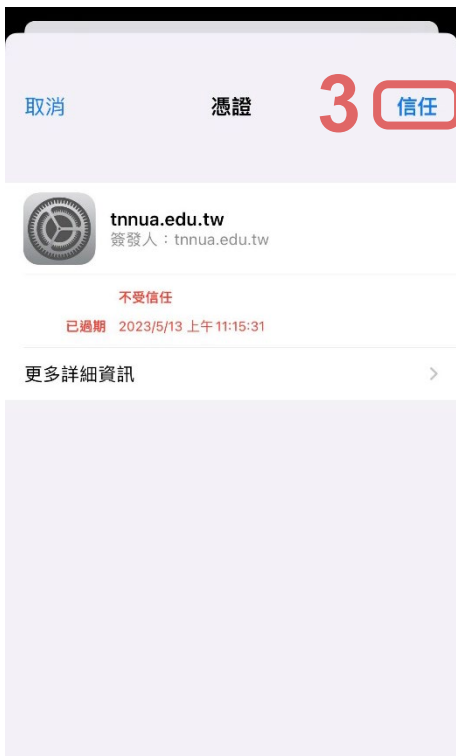 取消 憑證 3 信任
tnnua.edu.tw
簽發人：tnnua.edu.tw
不受信任
已過期 2023/5/13 上午11:15:31
更多詳細資訊